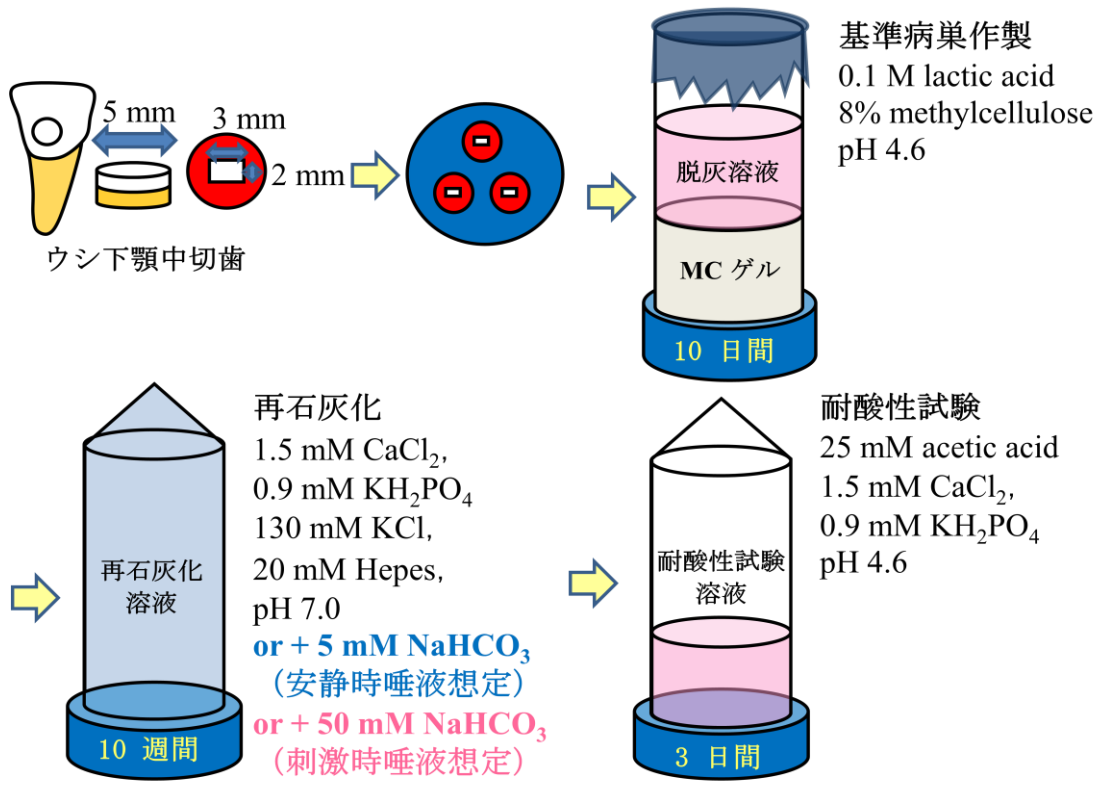 5 mm
3 mm
2 mm
ウシ下顎中切歯
基準病巣作製
0.1 M lactic acid
8% methylcellulose
pH 4.6
脱灰溶液
MC ゲル
10 日間
再石灰化
1.5 mM CaCl₂,
0.9 mM KH₂PO₄
130 mM KCl,
20 mM Hepes,
pH 7.0
or + 5 mM NaHCO₃
（安静時唾液想定）
or + 50 mM NaHCO₃
（刺激時唾液想定）
再石灰化
溶液
10 週間
耐酸性試験
25 mM acetic acid
1.5 mM CaCl₂,
0.9 mM KH₂PO₄
pH 4.6
耐酸性試験
溶液
3 日間